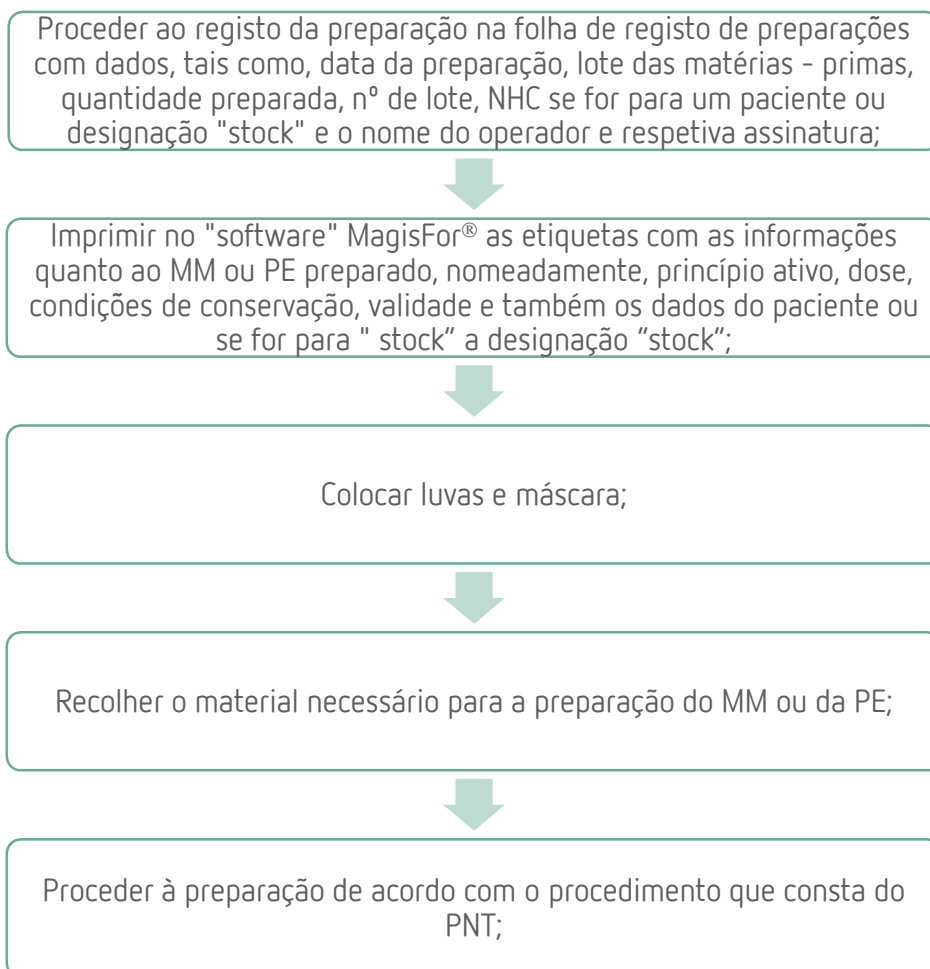 Proceder ao registo da preparação na folha de registo de preparações
com dados, tais como, data da preparação, lote das matérias - primas,
quantidade preparada, nº de lote, NHC se for para um paciente ou
designação "stock" e o nome do operador e respetiva assinatura;
Imprimir no "software" MagisFor® as etiquetas com as informações
quanto ao MM ou PE preparado, nomeadamente, princípio ativo, dose,
condições de conservação, validade e também os dados do paciente ou
se for para " stock” a designação “stock”;
Colocar luvas e máscara;
Recolher o material necessário para a preparação do MM ou da PE;
Proceder à preparação de acordo com o procedimento que consta do
PNT;